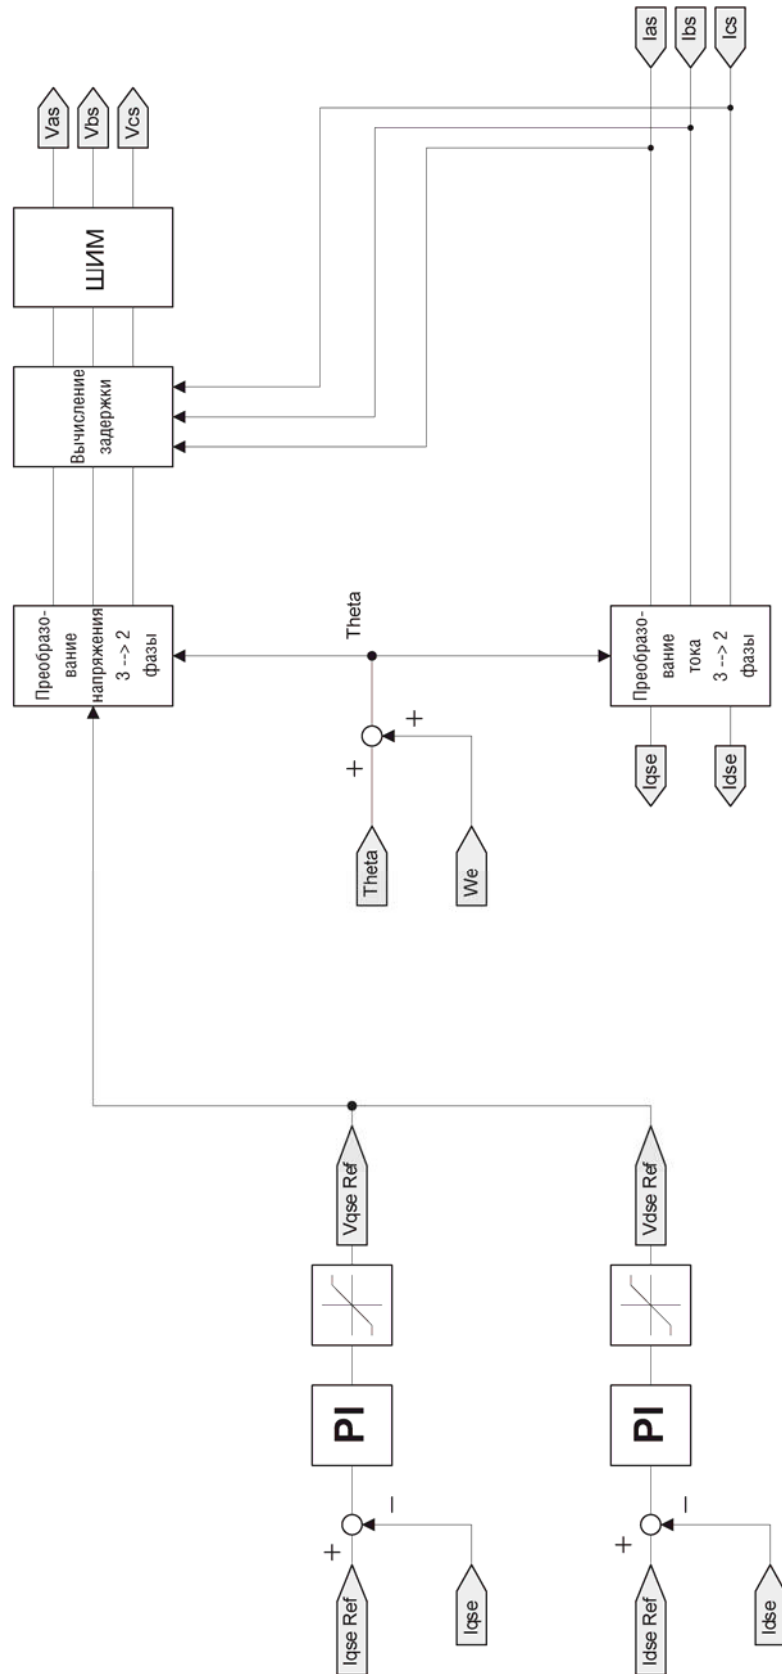 Преобразо-
вание
напряжения
3 --> 2
фазы
Вычисление
задержки
ШИМ
Vas
Vbs
Vcs
Iqse Ref
+
–
Iqse
PI
Vqse Ref
Theta
+
+
We
Theta
Idse Ref
+
–
Idse
PI
Vdse Ref
Iqse
Idse
Преобразо-
вание
тока
3 --> 2
фазы
Ias
Ibs
Ics